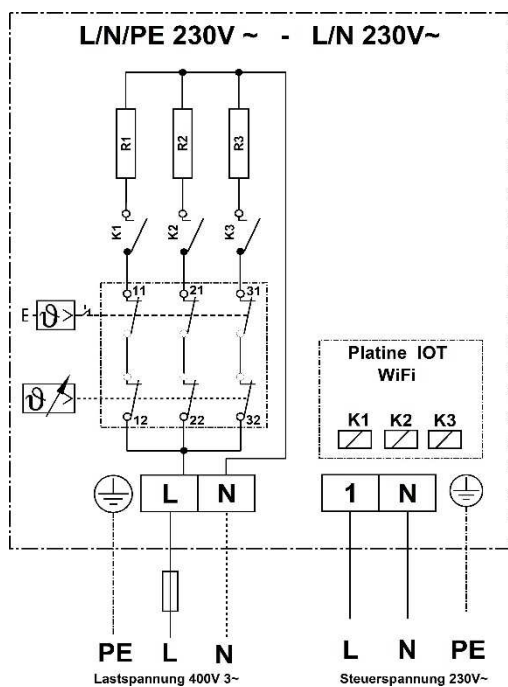 L/N/PE 230V ~ - L/N 230V~
R1 R2 R3
K1 K2 K3
11 21 31
E ϑ >
Platine IOT
WiFi
K1 K2 K3
ϑ
12 22 32
L N 1 N
PE L N L N PE
Lastspannung 400V 3~ Steuerspannung 230V~